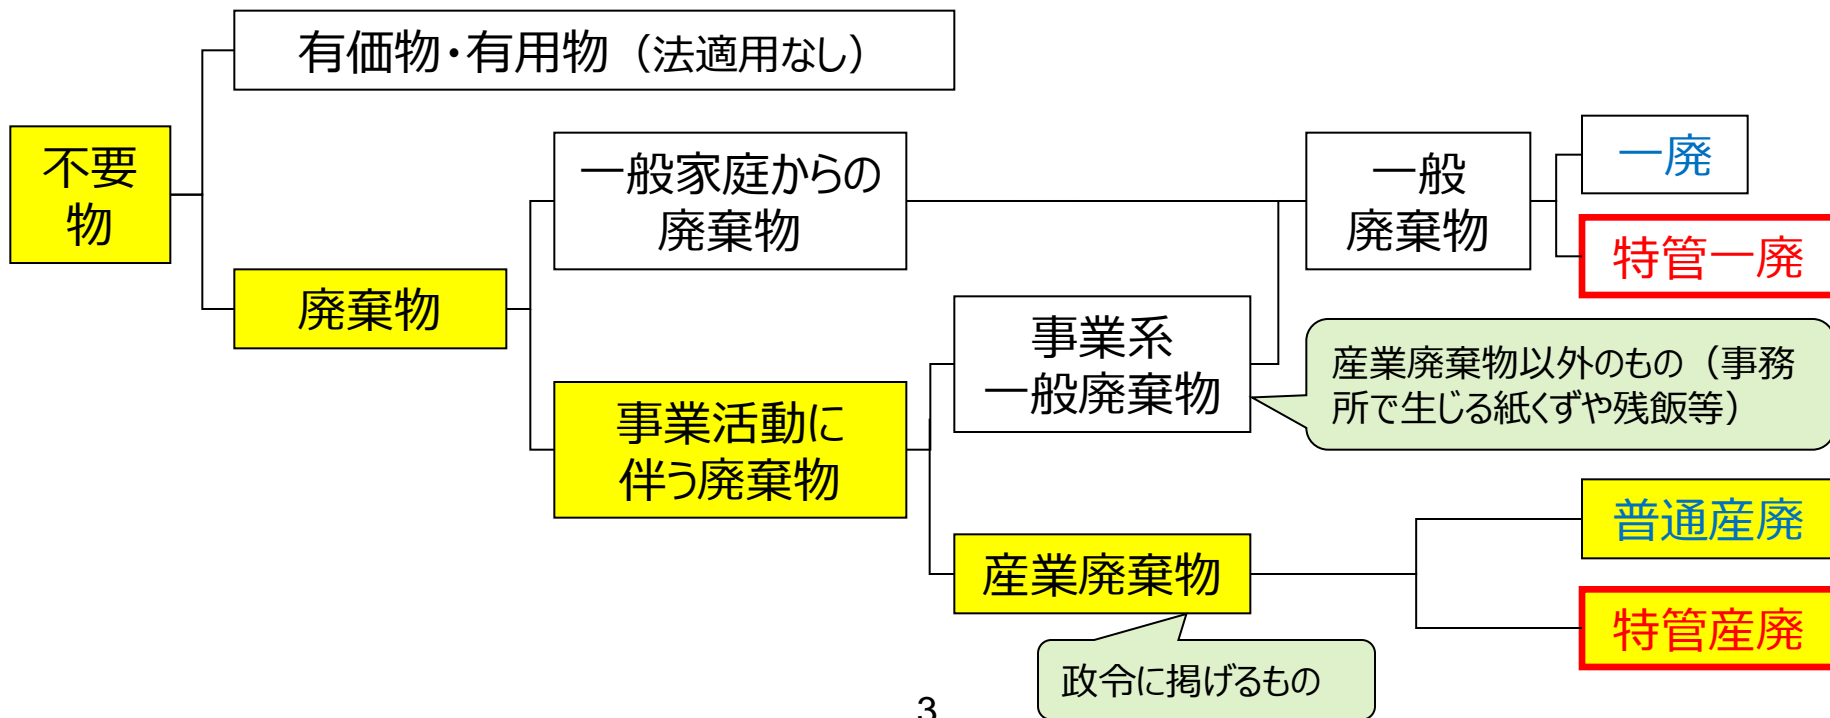 有価物・有用物（法適用なし）
不要
物
一般家庭からの
廃棄物
一般
廃棄物
一廃
特管一廃
廃棄物
事業系
一般廃棄物
産業廃棄物以外のもの（事務
所で生じる紙くずや残飯等）
事業活動に
伴う廃棄物
産業廃棄物
普通産廃
特管産廃
政令に掲げるもの
3